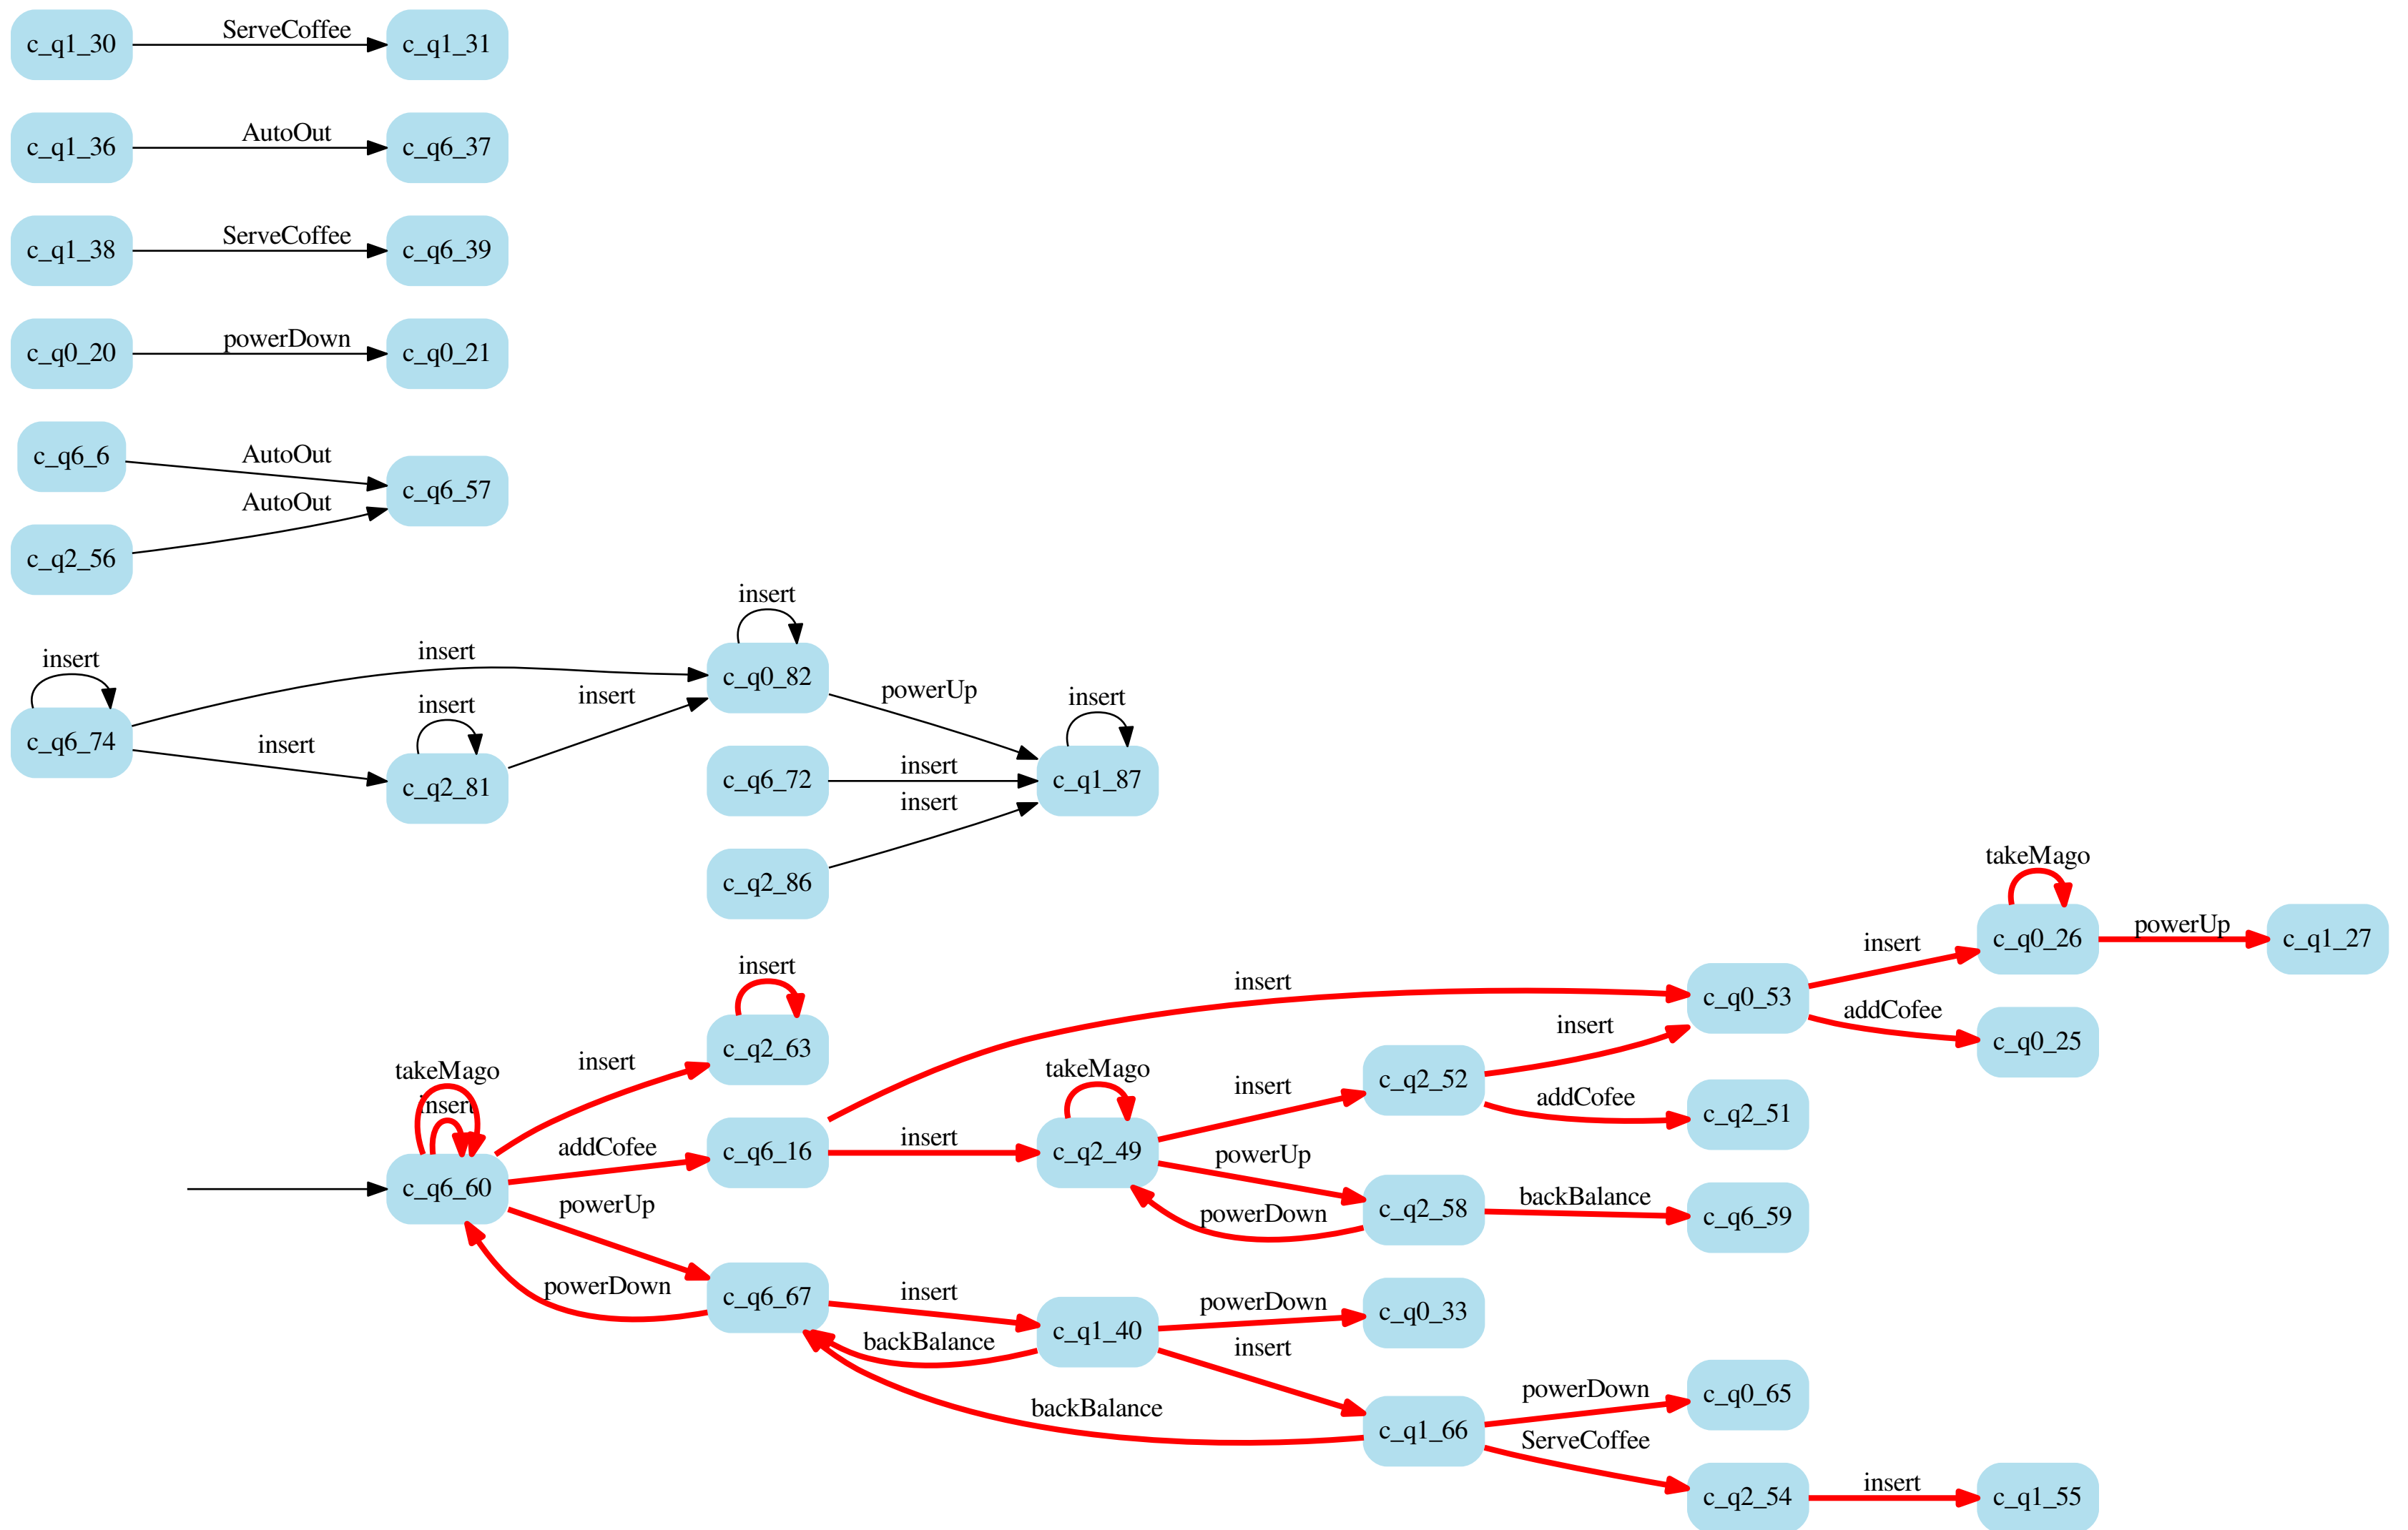 c_q1_30 ServeCoffee c_q1_31
c_q1_36 AutoOut c_q6_37
c_q1_38 ServeCoffee c_q6_39
c_q0_20 powerDown c_q0_21
c_q6_6 AutoOut c_q6_57
c_q2_56 AutoOut
insert
insert insert c_q0_82
insert insert powerUp insert
c_q6_74 insert c_q2_81 c_q6_72 insert c_q1_87
insert
c_q2_86
takeMago
insert c_q0_26 powerUp c_q1_27
insert insert c_q0_53
c_q2_63 insert addCofee c_q0_25
takeMago insert takeMago insert c_q2_52
insert addCofee c_q6_16 insert c_q2_49 addCofee c_q2_51
c_q6_60 powerUp powerUp c_q2_58 backBalance c_q6_59
powerDown
powerDown c_q6_67 insert c_q1_40 powerDown c_q0_33
backBalance insert
backBalance c_q1_66 powerDown c_q0_65
ServeCoffee
c_q2_54 insert c_q1_55